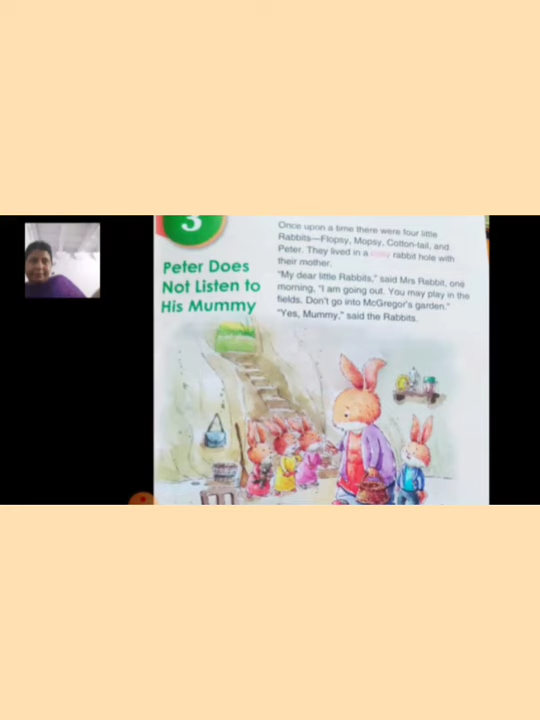 3
Peter Does
Not Listen to
His Mummy
Once upon a time there were four little
Rabbits—Flopsy, Mopsy, Cotton-tail, and
Peter. They lived in a rabbit hole with
their mother.
"My dear little Rabbits," said Mrs Rabbit, one
morning, "I am going out. You may play in the
fields. Don't go into McGregor's garden."
"Yes, Mummy," said the Rabbits.